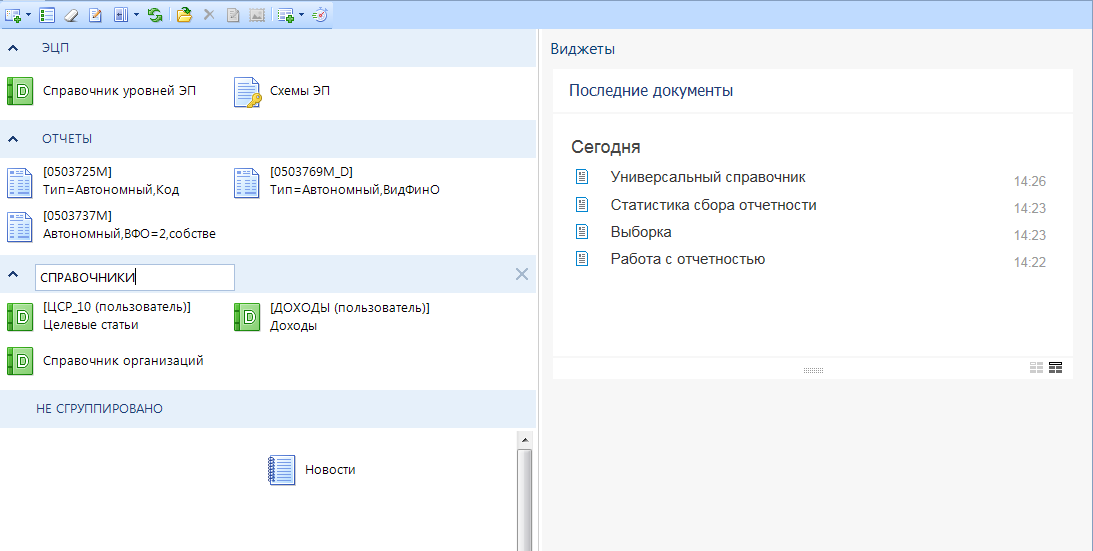 ЭЦП
Справочник уровней ЭП
Схемы ЭП
ОТЧЕТЫ
[0503725M]
Тип=Автономный,Код
[0503769M_D]
Тип=Автономный,ВидФинО
[0503737M]
Автономный,ВФО=2,собстве
СПРАВОЧНИКИ
[ЦСР_10 (пользователь)]
Целевые статьи
[ДОХОДЫ (пользователь)]
Доходы
Справочник организаций
НЕ СГРУППИРОВАНО
Новости
Виджеты
Последние документы
Сегодня
Универсальный справочник 14:26
Статистика сбора отчетности 14:23
Выборка 14:23
Работа с отчетностью 14:22